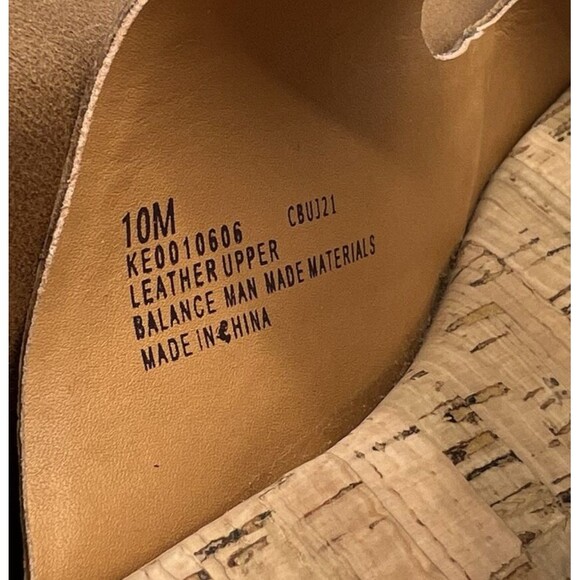 10M
KE0010606 CBUJ21
LEATHER UPPER
BALANCE MAN MADE MATERIALS
MADE IN CHINA